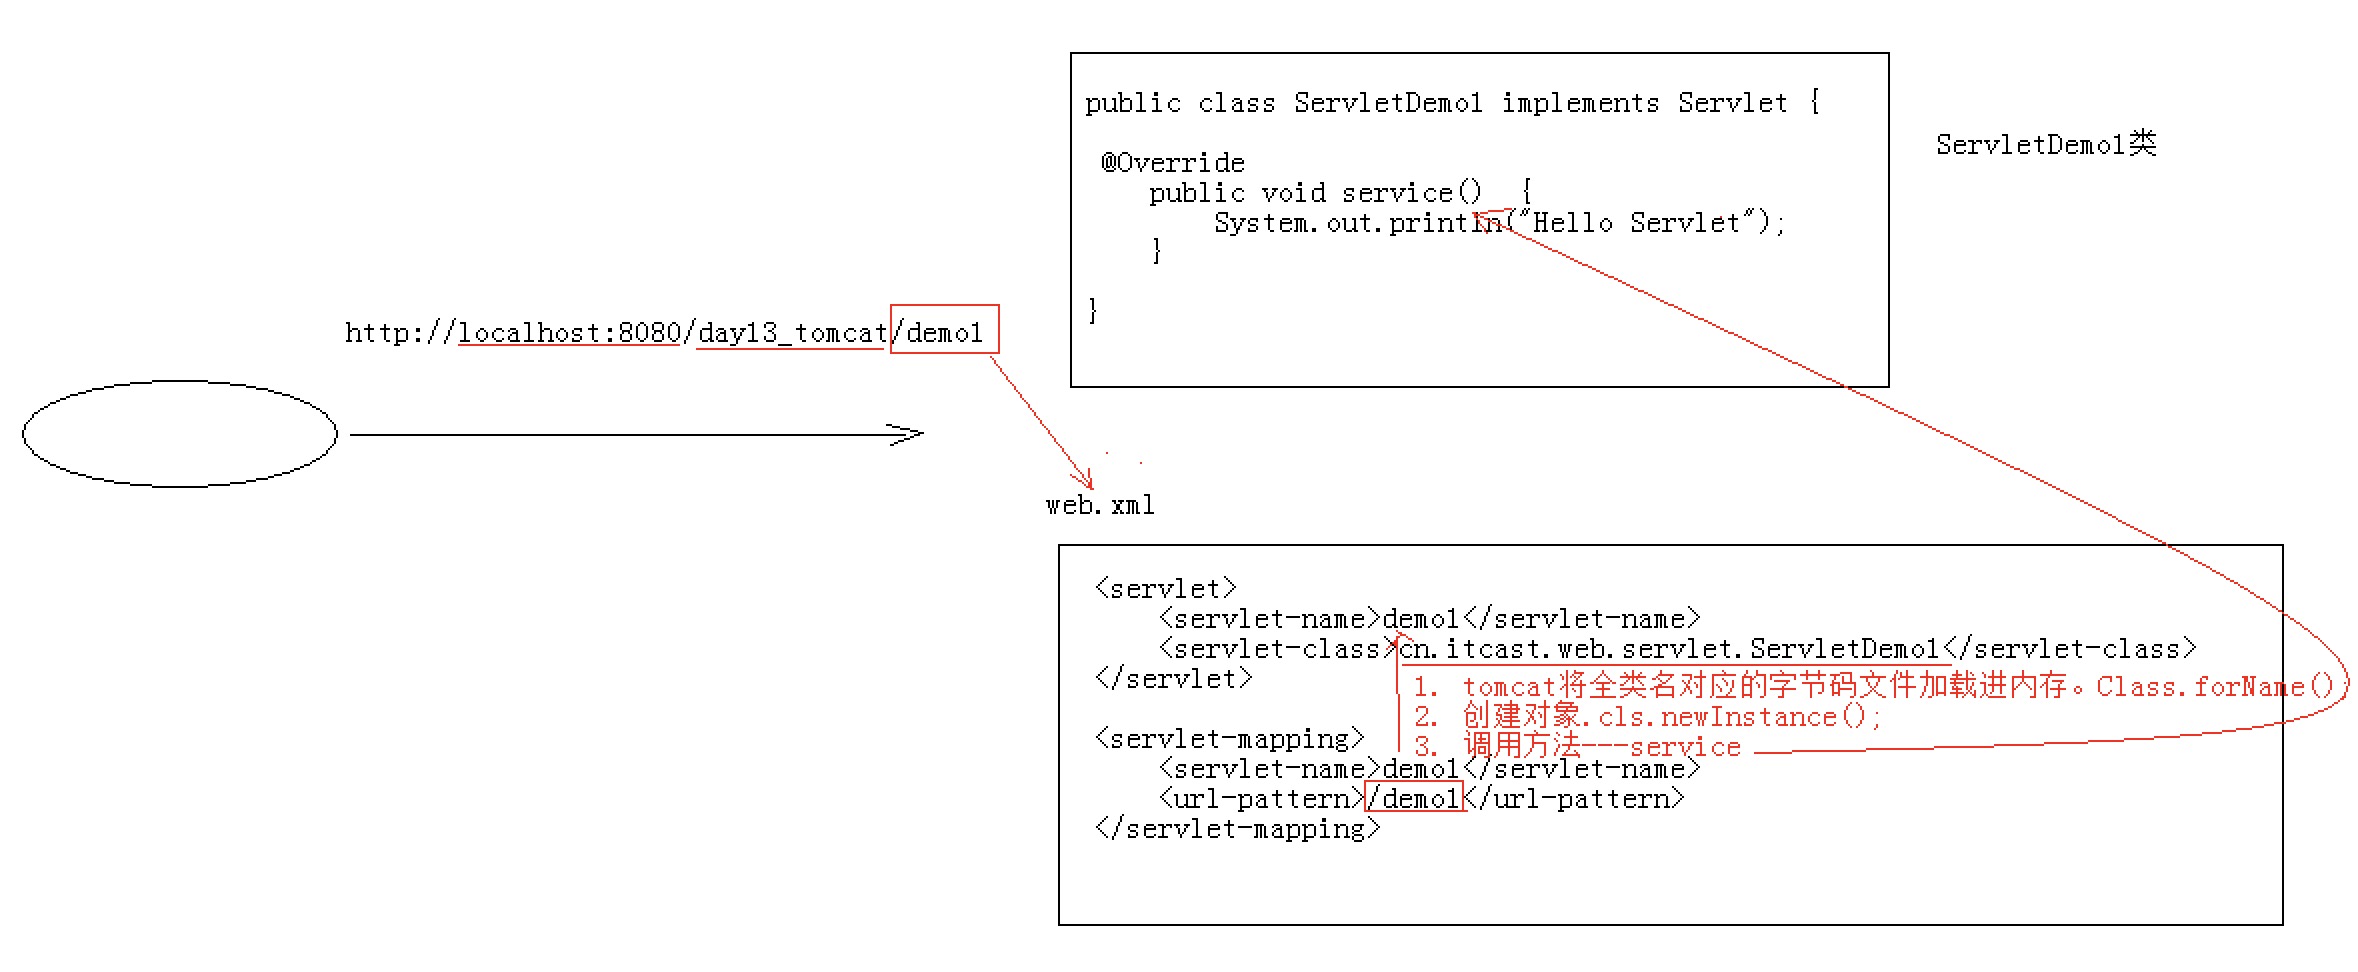 public class ServletDemo1 implements Servlet {
@Override
public void service() {
System.out.println("Hello Servlet");
}
}
ServletDemo1类
http://localhost:8080/day13_tomcat/demo1
web.xml
<servlet>
<servlet-name>demo1</servlet-name>
<servlet-class>cn.itcast.web.servlet.ServletDemo1</servlet-class>
</servlet>
1. tomcat将全类名对应的字节码文件加载进内存。Class.forName()
2. 创建对象.cls.newInstance();
3. 调用方法---service
<servlet-mapping>
<servlet-name>demo1</servlet-name>
<url-pattern>/demo1</url-pattern>
</servlet-mapping>